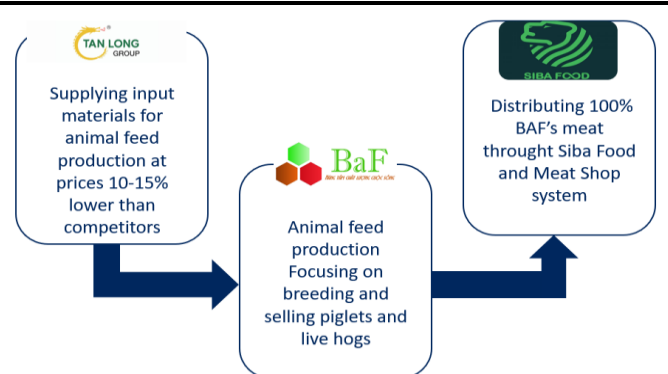 TAN LONG
GROUP
Supplying input
materials for
animal feed
production at
prices 10-15%
lower than
competitors
BaF
Animal feed
production
Focusing on
breeding and
selling piglets and
live hogs
SIBA FOOD
Distributing 100%
BAF's meat
throught Siba Food
and Meat Shop
system